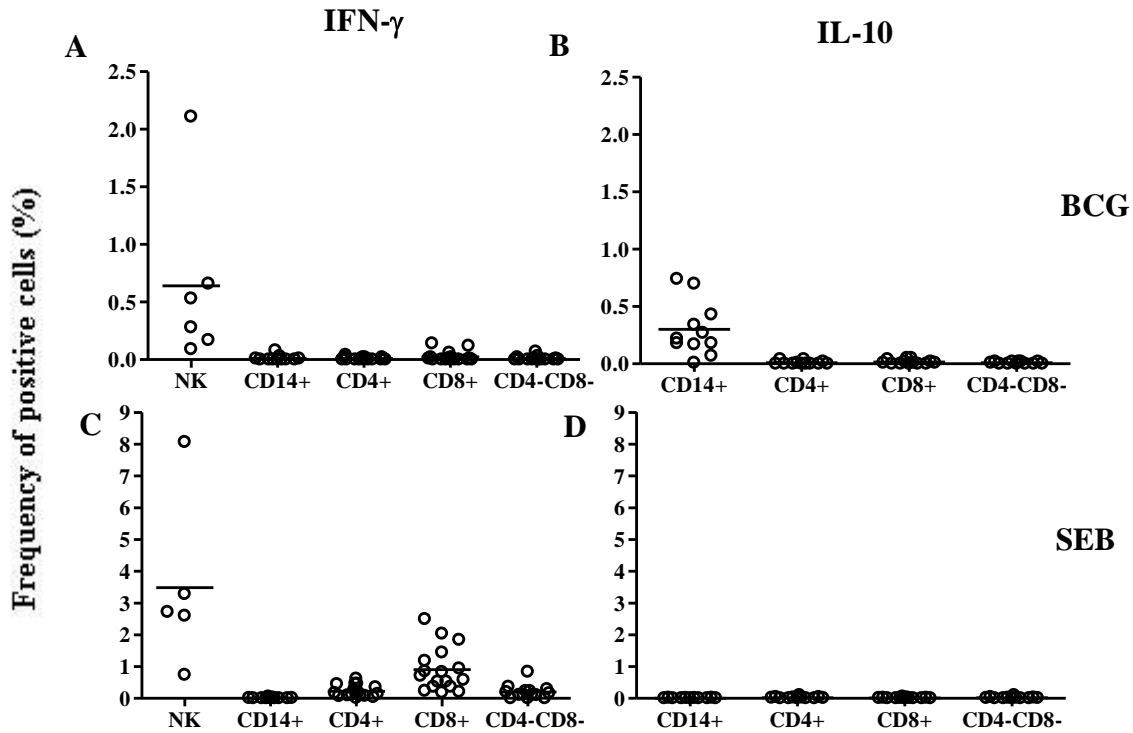 IFN-γ
IL-10
A
B
2.5
2.0
1.5
1.0
0.5
0.0
NK
CD14+
CD4+
CD8+
CD4-CD8-
2.5
2.0
1.5
1.0
0.5
0.0
CD14+
CD4+
CD8+
CD4-CD8-
BCG
Frequency of positive cells (%)
C
D
9
8
7
6
5
4
3
2
1
0
NK
CD14+
CD4+
CD8+
CD4-CD8-
9
8
7
6
5
4
3
2
1
0
CD14+
CD4+
CD8+
CD4-CD8-
SEB